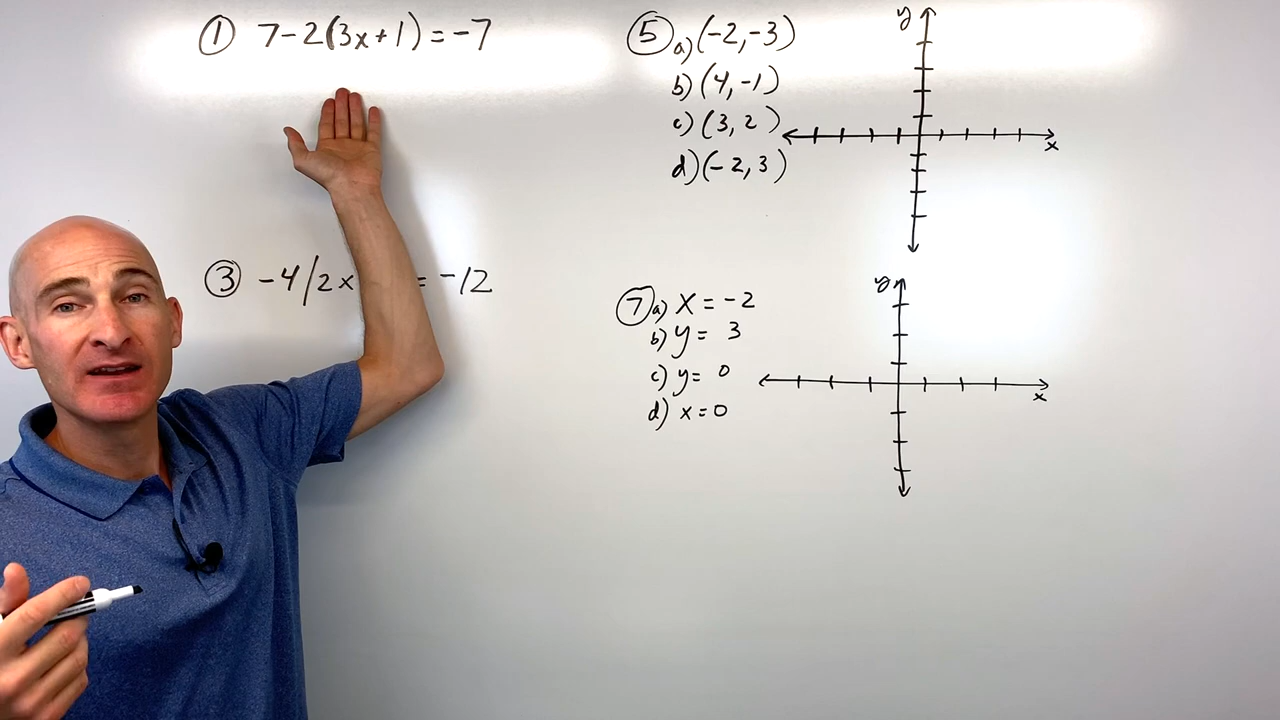 ① 7-2(3x+1)=-7
③ -4/2x = -12
⑤ a) (-2,-3)
b) (4,-1)
c) (3, 2)
d) (-2, 3)
y
x
⑦ a) x = -2
b) y = 3
c) y = 0
d) x = 0
y
x